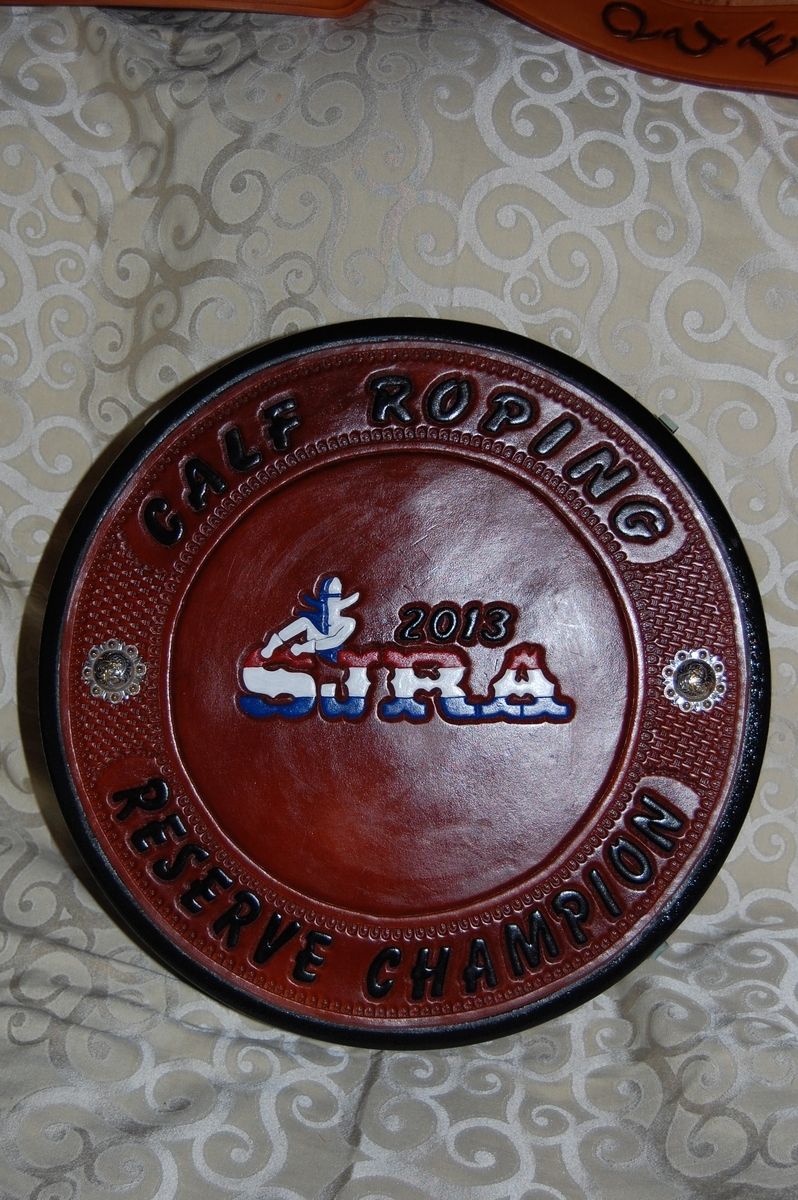 CALF ROPING
2013
SJRA
RESERVE CHAMPION